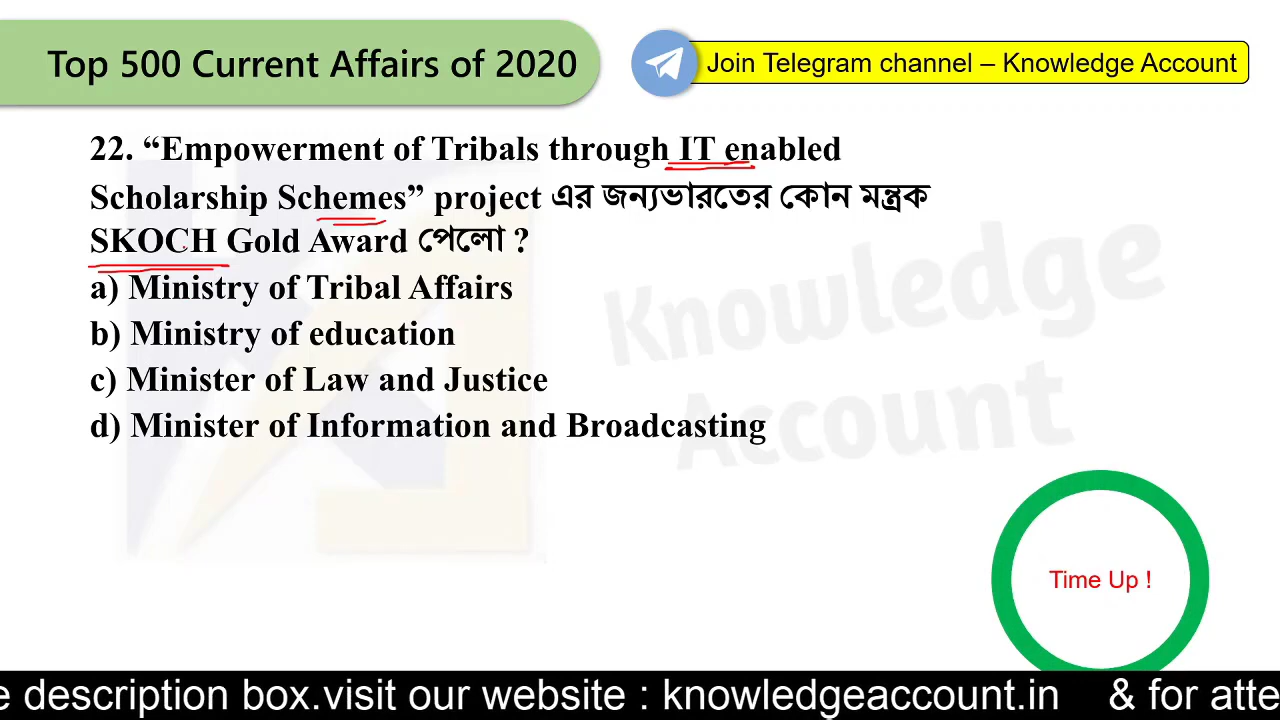 Top 500 Current Affairs of 2020
Join Telegram channel – Knowledge Account
22. “Empowerment of Tribals through IT enabled
Scholarship Schemes” project এর জন্যভারতের কোন মন্ত্রক
SKOCH Gold Award পেলো ?
a) Ministry of Tribal Affairs
b) Ministry of education
c) Minister of Law and Justice
d) Minister of Information and Broadcasting
Knowledge
Account
Time Up !
e description box.visit our website : knowledgeaccount.in & for atte